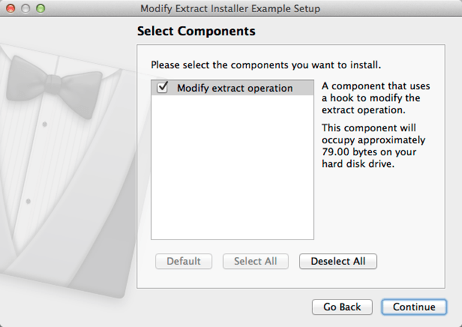 Modify Extract Installer Example Setup
Select Components
Please select the components you want to install.
Modify extract operation
A component that uses
a hook to modify the
extract operation.
This component will
occupy approximately
79.00 bytes on your
hard disk drive.
Default
Select All
Deselect All
Go Back
Continue